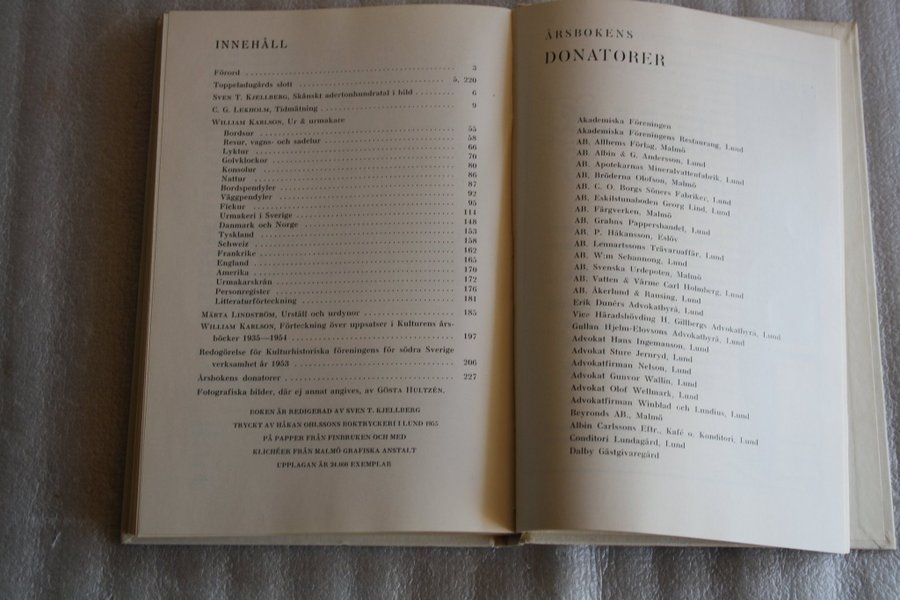 INNEHÅLL
Förord 3
Toppeladugårds slott 5, 220
SVEN T. KJELLBERG, Skånskt adertonhundratal i bild 6
C. G. LEKHOLM, Tidmätning 9
WILLIAM KARLSON, Ur & urmakare
Bordsur 55
Resur, vagns- och sadelur 58
Lyktur 66
Golvklockor 70
Konsolur 80
Nattur 86
Bordspendyler 87
Väggpendyler 92
Fickur 95
Urmakeri i Sverige 114
Danmark och Norge 148
Tyskland 153
Schweiz 158
Frankrike 162
England 165
Amerika 170
Urmakarskrån 172
Personregister 176
Litteraturförteckning 181
MÄRTA LINDSTRÖM, Urställ och urdynor 185
WILLIAM KARLSON, Förteckning över uppsatser i Kulturens års-
böcker 1935—1954 197
Redogörelse för Kulturhistoriska föreningens för södra Sverige
verksamhet år 1953 206
Årsbokens donatorer 227
Fotografiska bilder, där ej annat angives, av GÖSTA HULTZÉN.
BOKEN ÄR REDIGERAD AV SVEN T. KJELLBERG
TRYCKT AV HÅKAN OHLSSONS BOKTRYCKERI I LUND 1955
PÅ PAPPER FRÅN FINBRUKEN OCH MED
KLICHÉER FRÅN MALMÖ GRAFISKA ANSTALT
UPPLAGAN ÄR 24.000 EXEMPLAR
ÅRSBOKENS
DONATORER
Akademiska Föreningen
Akademiska Föreningens Restaurang, Lund
AB. Allhems Förlag, Malmö
AB. Albin & G. Andersson, Lund
AB. Apotekarnas Mineralvattenfabrik, Lund
AB. Bröderna Olofson, Malmö
AB. C. O. Borgs Söners Fabriker, Lund
AB. Eskilstunaboden Georg Lind, Lund
AB. Färgverken, Malmö
AB. Grahns Pappershandel, Lund
AB. P. Håkansson, Eslöv
AB. Lennartssons Trävaruaffär, Lund
AB. W:m Sehannong, Lund
AB. Svenska Urdepoten, Malmö
AB. Vatten & Värme Carl Holmberg, Lund
AB. Åkerlund & Rausing, Lund
Erik Dunérs Advokatbyrå, Lund
Vice Häradshövding H. Gillbergs Advokatbyrå, Lund
Gullan Hjelm-Elovsons Advokatbyrå, Lund
Advokat Hans Ingemanson, Lund
Advokat Sture Jernryd, Lund
Advokatfirman Nelson, Lund
Advokat Gunvor Wallin, Lund
Advokat Olof Wellmark, Lund
Advokatfirman Winblad och Lundius, Lund
Beyronds AB., Malmö
Albin Carlssons Eftr., Kafé o. Konditori, Lund
Conditori Lundagård, Lund
Dalby Gästgivaregård